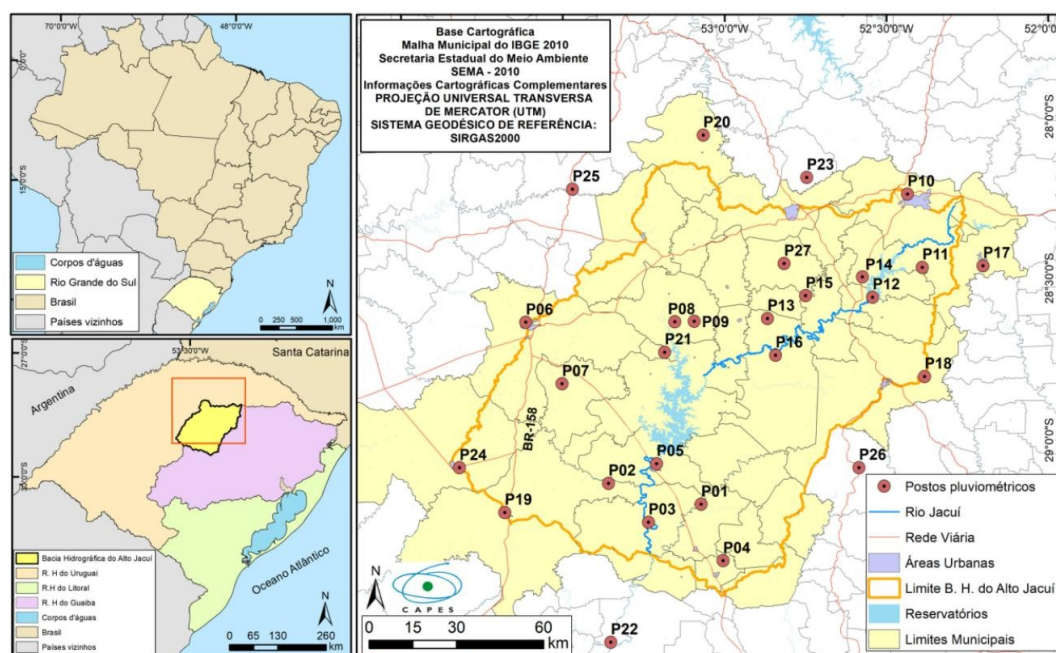 70°0'0"W
48°0'0"W
0°0'0"
15°0'0"S
Corpos d'águas
Rio Grande do Sul
Brasil
Países vizinhos
N
0 250 500 1,000
km
53°30'0"W
Santa Catarina
27°0'0"S
Argentina
Oceano Atlântico
Bacia Hidrográfica do Alto Jacuí
R. H do Uruguai
R.H do Litoral
R. H do Guaiba
Corpos d'águas
Brasil
Países vizinhos
N
0 65 130 260
km
Base Cartográfica
Malha Municipal do IBGE 2010
Secretaria Estadual do Meio Ambiente
SEMA - 2010
Informações Cartográficas Complementares
PROJEÇÃO UNIVERSAL TRANSVERSA
DE MERCATOR (UTM)
SISTEMA GEODÉSICO DE REFERÊNCIA:
SIRGAS2000
53°0'0"W
52°30'0"W
52°0'0"W
28°0'0"S
28°30'0"S
29°0'0"S
P20
P23
P25
P10
P27
P14
P11
P17
P15
P12
P06
P08
P09
P13
P21
P16
P07
P18
BR-158
P24
P05
P26
P02
P01
P19
P03
P04
P22
N
CAPES
0 15 30 60
km
Postos pluviométricos
Rio Jacuí
Rede Viária
Áreas Urbanas
Limite B. H. do Alto Jacuí
Reservatórios
Limites Municipais